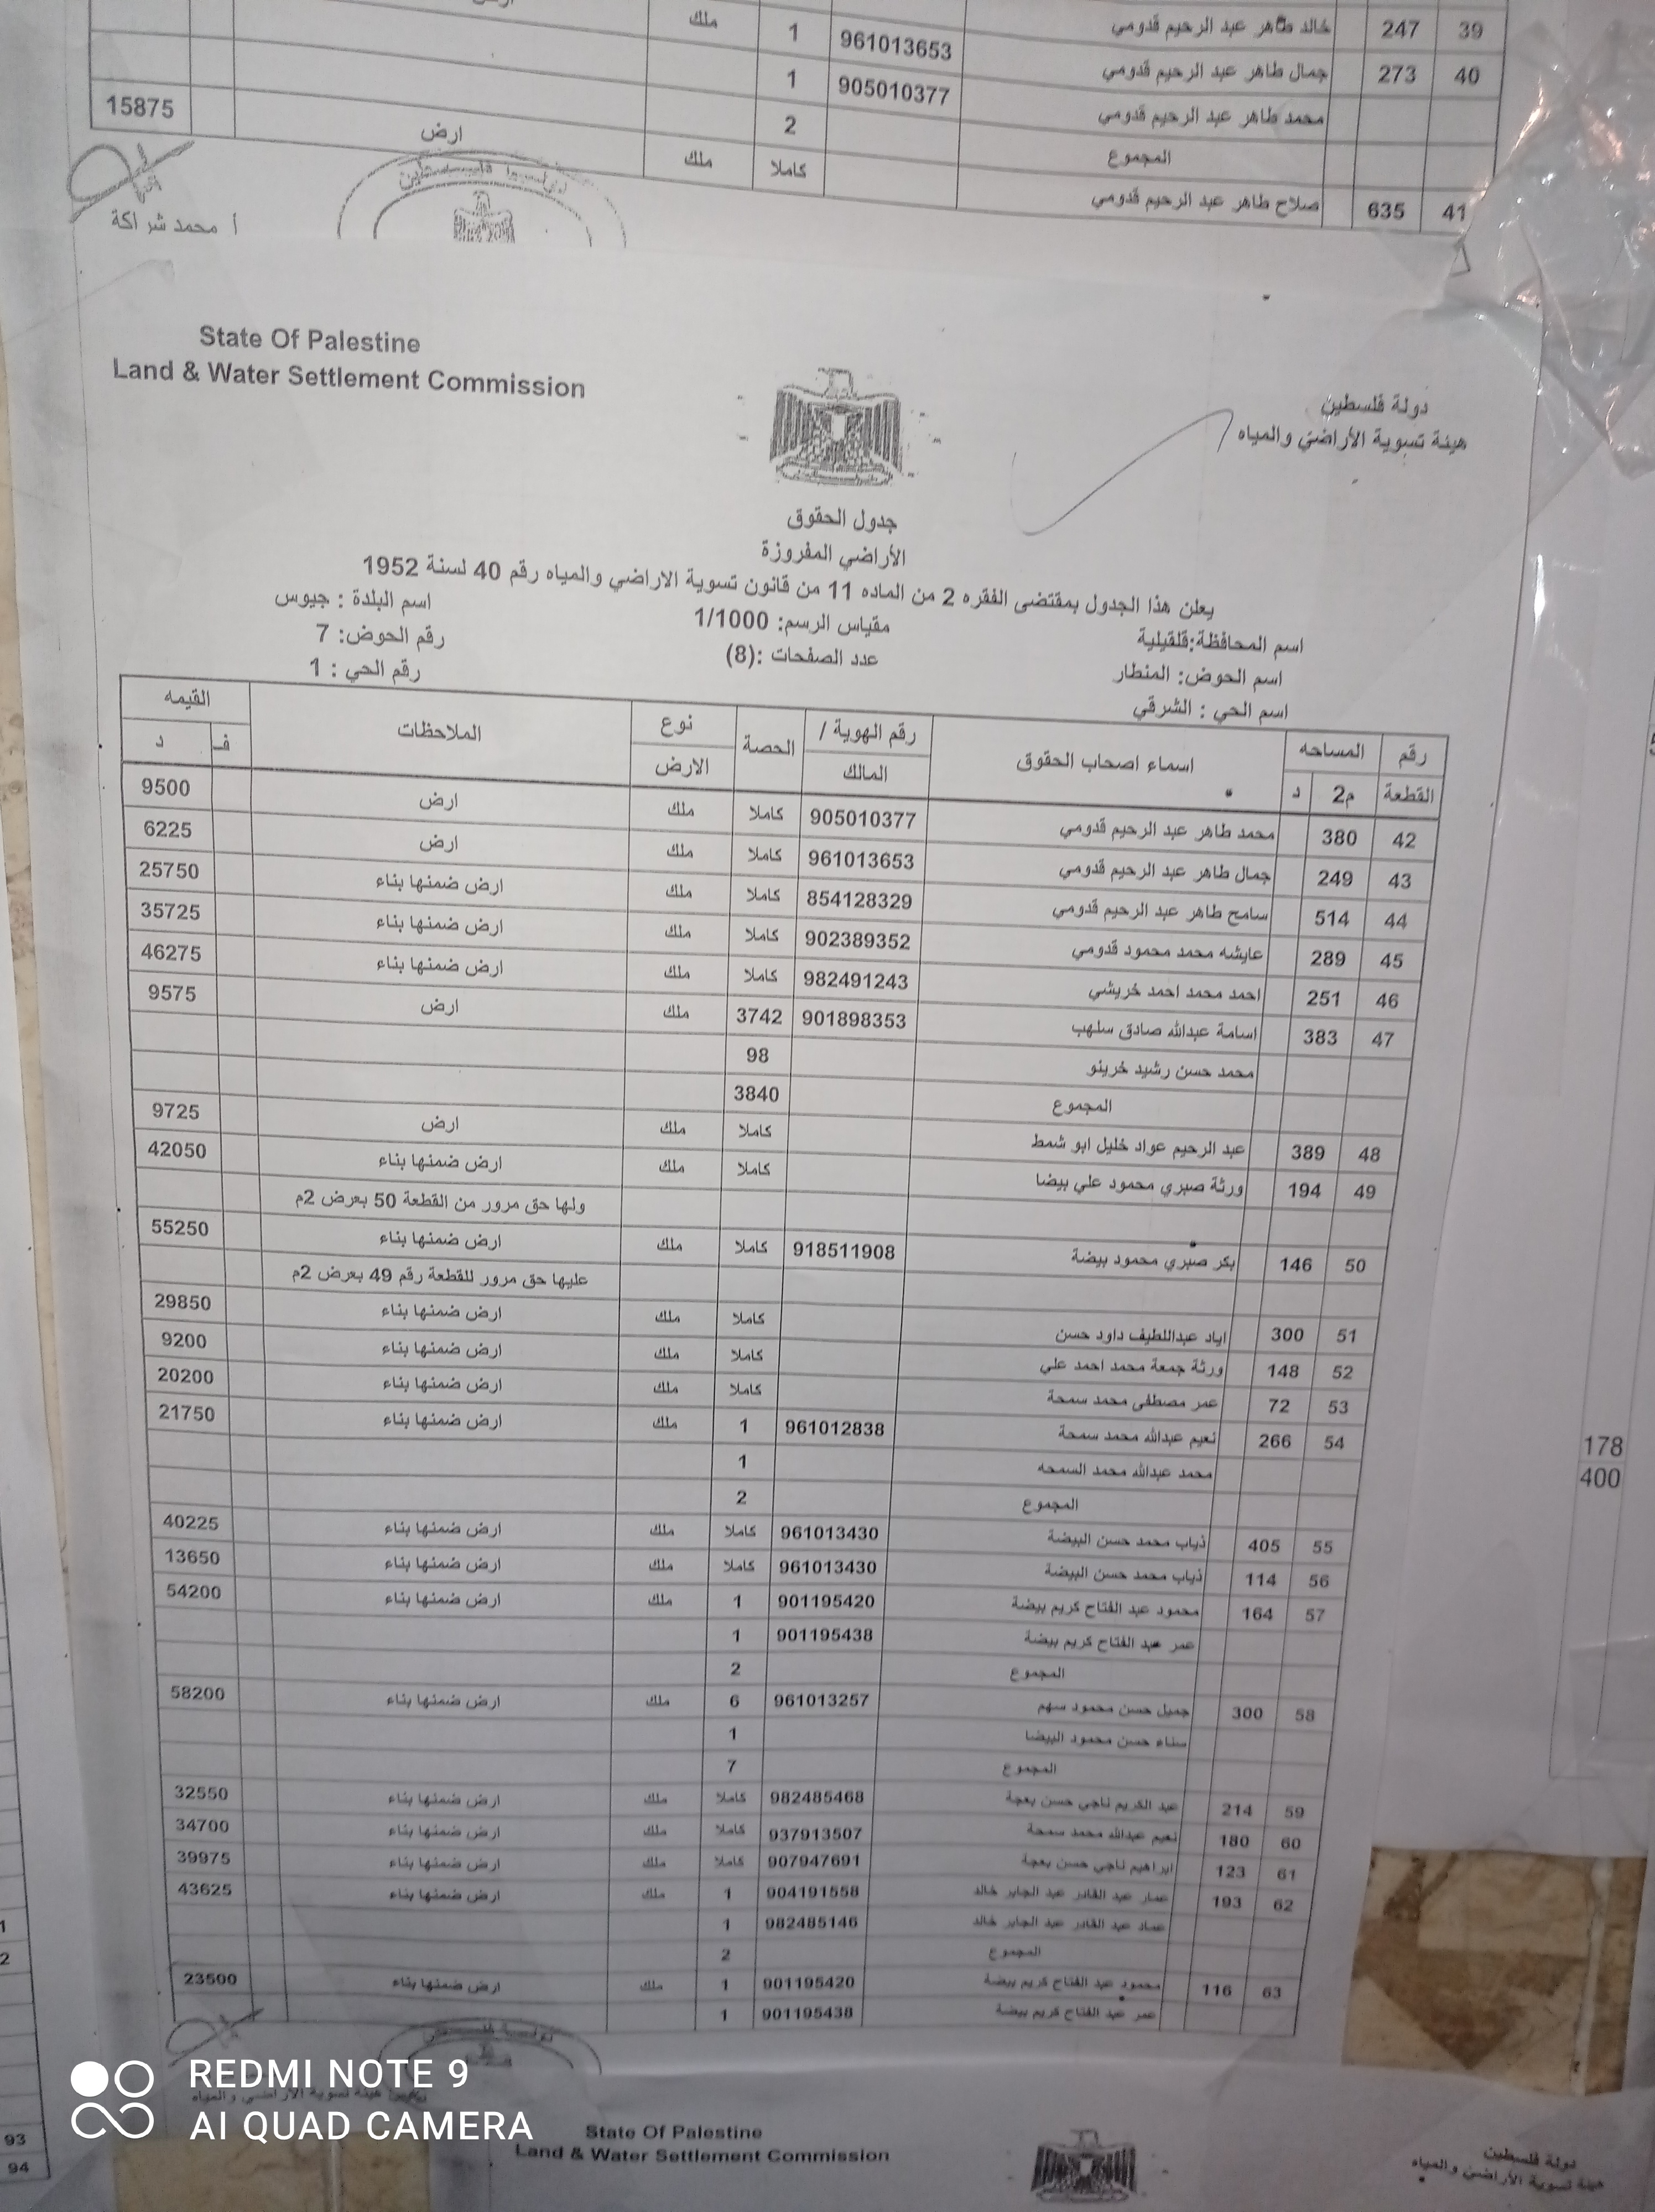 39 247 خالد طاهر عبد الرحيم قدومي 961013653 1 ملك
40 273 جمال طاهر عبد الرحيم قدومي 905010377 1
محمد طاهر عبد الرحيم قدومي 2
المجموع كاملا ملك ارض 15875
41 635 صلاح طاهر عبد الرحيم قدومي
دولة فلسطين
أ محمد شراكة
State Of Palestine
Land & Water Settlement Commission
دولة فلسطين
هيئة تسوية الأراضي والمياه
جدول الحقوق
الأراضي المفروزة
يعلن هذا الجدول بمقتضى الفقره 2 من الماده 11 من قانون تسوية الاراضي والمياه رقم 40 لسنة 1952
اسم المحافظة:قلقيلية مقياس الرسم: 1/1000 اسم البلدة : جيوس
اسم الحوض: المنطار عدد الصفحات :(8) رقم الحوض: 7
اسم الحي : الشرقي رقم الحي : 1
رقم المساحه اسماء اصحاب الحقوق رقم الهوية / الحصة نوع الملاحظات القيمه
القطعة م2 د المالك الارض ف د
42 380 محمد طاهر عبد الرحيم قدومي 905010377 كاملا ملك ارض 9500
43 249 جمال طاهر عبد الرحيم قدومي 961013653 كاملا ملك ارض 6225
44 514 سامح طاهر عبد الرحيم قدومي 854128329 كاملا ملك ارض ضمنها بناء 25750
45 289 عايشه محمد محمود قدومي 902389352 كاملا ملك ارض ضمنها بناء 35725
46 251 احمد محمد احمد خريشي 982491243 كاملا ملك ارض ضمنها بناء 46275
47 383 اسامة عبدالله صادق سلهب 901898353 3742 ملك ارض 9575
محمد حسن رشيد خرينو 98
المجموع 3840
48 389 عبد الرحيم عواد خليل ابو شمط كاملا ملك ارض 9725
49 194 ورثة صبري محمود علي بيضا كاملا ملك ارض ضمنها بناء 42050
ولها حق مرور من القطعة 50 بعرض 2م
50 146 بكر صبري محمود بيضة 918511908 كاملا ملك ارض ضمنها بناء 55250
عليها حق مرور للقطعة رقم 49 بعرض 2م
51 300 اياد عبداللطيف داود حسن كاملا ملك ارض ضمنها بناء 29850
52 148 ورثة جمعة محمد احمد علي كاملا ملك ارض ضمنها بناء 9200
53 72 عمر مصطفى محمد سمحة كاملا ملك ارض ضمنها بناء 20200
54 266 نعيم عبدالله محمد سمحة 961012838 1 ملك ارض ضمنها بناء 21750
محمد عبدالله محمد السمحه 1
المجموع 2
55 405 ذياب محمد حسن البيضة 961013430 كاملا ملك ارض ضمنها بناء 40225
56 114 ذياب محمد حسن البيضة 961013430 كاملا ملك ارض ضمنها بناء 13650
57 164 محمود عبد الفتاح كريم بيضة 901195420 1 ملك ارض ضمنها بناء 54200
عمر عبد الفتاح كريم بيضة 901195438 1
المجموع 2
58 300 جميل حسن محمود سهم 961013257 6 ملك ارض ضمنها بناء 58200
سناء حسن محمود البيضا 1
المجموع 7
59 214 عبد الكريم ناجي حسن بعجة 982485468 كاملا ملك ارض ضمنها بناء 32550
60 180 نعيم عبدالله محمد سمحة 937913507 كاملا ملك ارض ضمنها بناء 34700
61 123 ابراهيم ناجي حسن بعجة 907947691 كاملا ملك ارض ضمنها بناء 39975
62 193 عمار عبد القادر عبد الجابر خالد 904191558 1 ملك ارض ضمنها بناء 43625
عماد عبد القادر عبد الجابر خالد 982485146 1
المجموع 2
63 116 محمود عبد الفتاح كريم بيضة 901195420 1 ملك ارض ضمنها بناء 23500
عمر عبد الفتاح كريم بيضة 901195438 1
178
400
1
2
93
94
هيئة تسوية الأراضي والمياه
REDMI NOTE 9
AI QUAD CAMERA
State Of Palestine
Land & Water Settlement Commission
دولة فلسطين
هيئة تسوية الأراضي والمياه